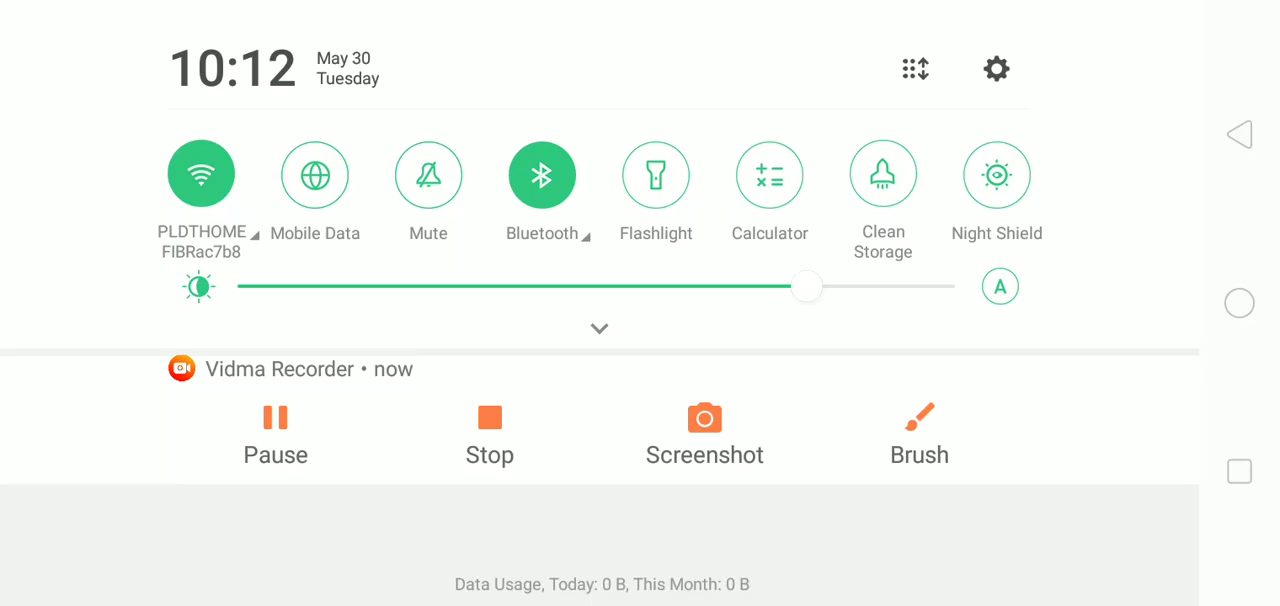 10:12
May 30
Tuesday
PLDTHOME
FIBRac7b8
Mobile Data
Mute
Bluetooth
Flashlight
Calculator
Clean
Storage
Night Shield
A
Vidma Recorder • now
Pause
Stop
Screenshot
Brush
Data Usage, Today: 0 B, This Month: 0 B